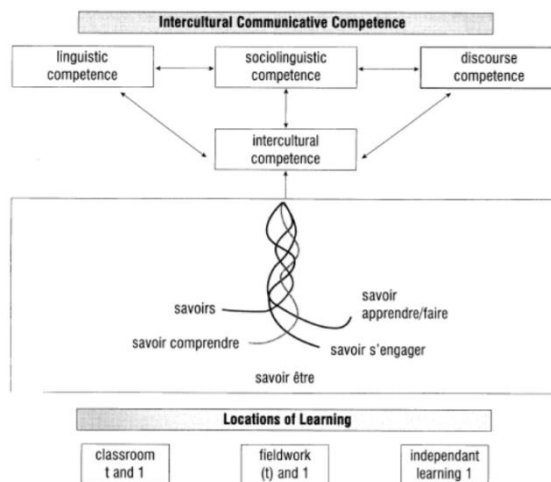 Intercultural Communicative Competence
linguistic
competence
sociolinguistic
competence
discourse
competence
intercultural
competence
savoirs
savoir
apprendre/faire
savoir comprendre
savoir s'engager
savoir être
Locations of Learning
classroom
t and 1
fieldwork
(t) and 1
independant
learning 1